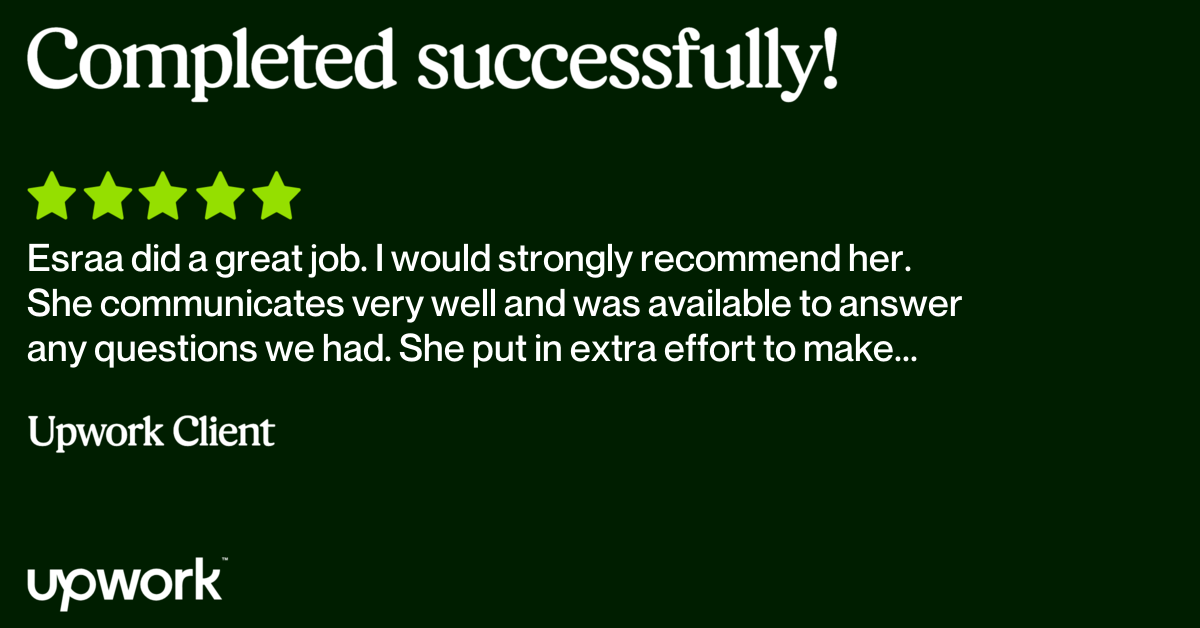 Completed successfully!
Esraa did a great job. I would strongly recommend her.
She communicates very well and was available to answer
any questions we had. She put in extra effort to make...
Upwork Client
upwork™